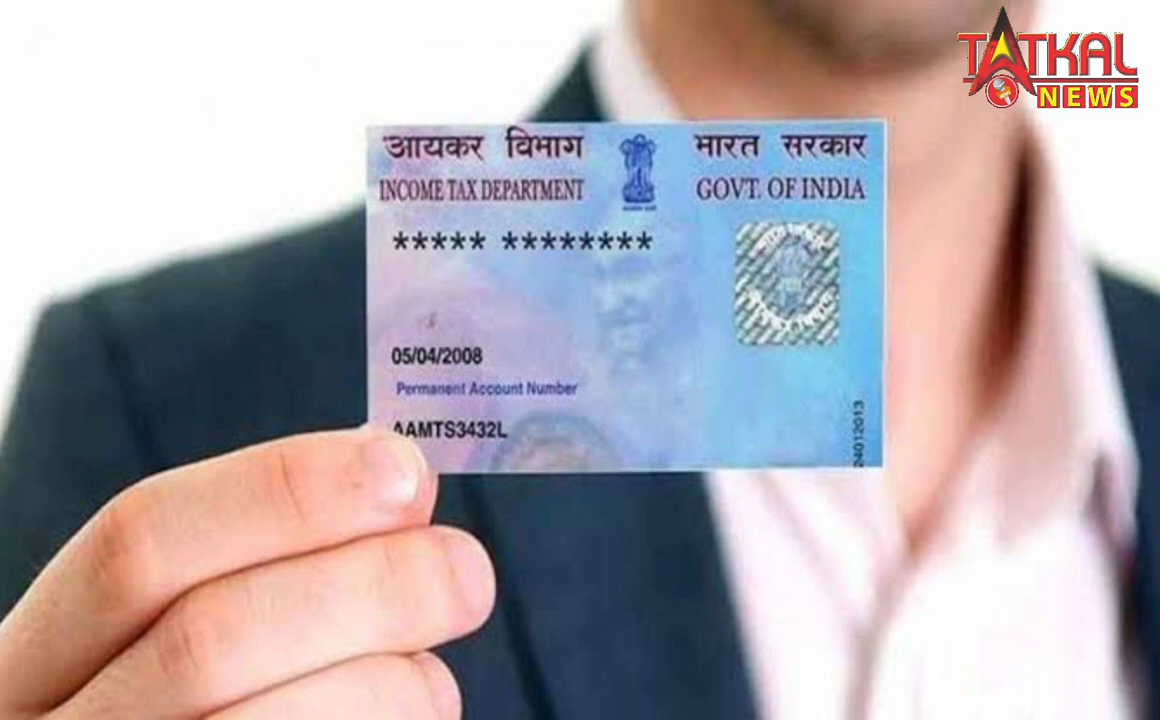 TATKAL
NEWS
आयकर विभाग
INCOME TAX DEPARTMENT
भारत सरकार
GOVT. OF INDIA
***** ********
05/04/2008
Permanent Account Number
AAMTS3432L
24012013